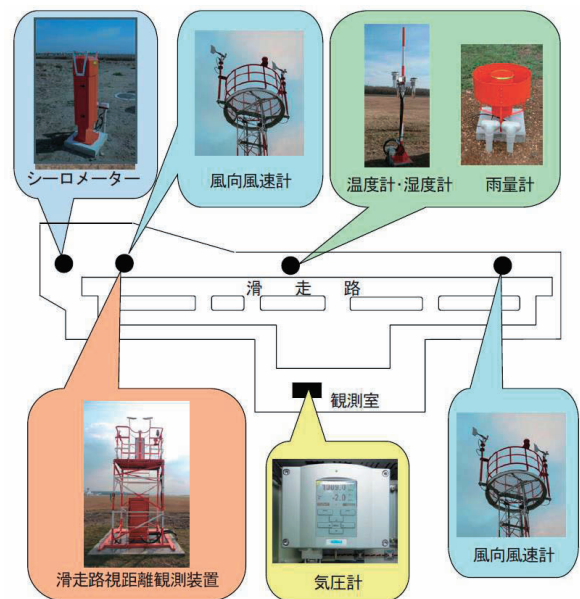 シーロメーター
風向風速計
温度計・湿度計
雨量計
滑走路
観測室
滑走路視距離観測装置
気圧計
風向風速計